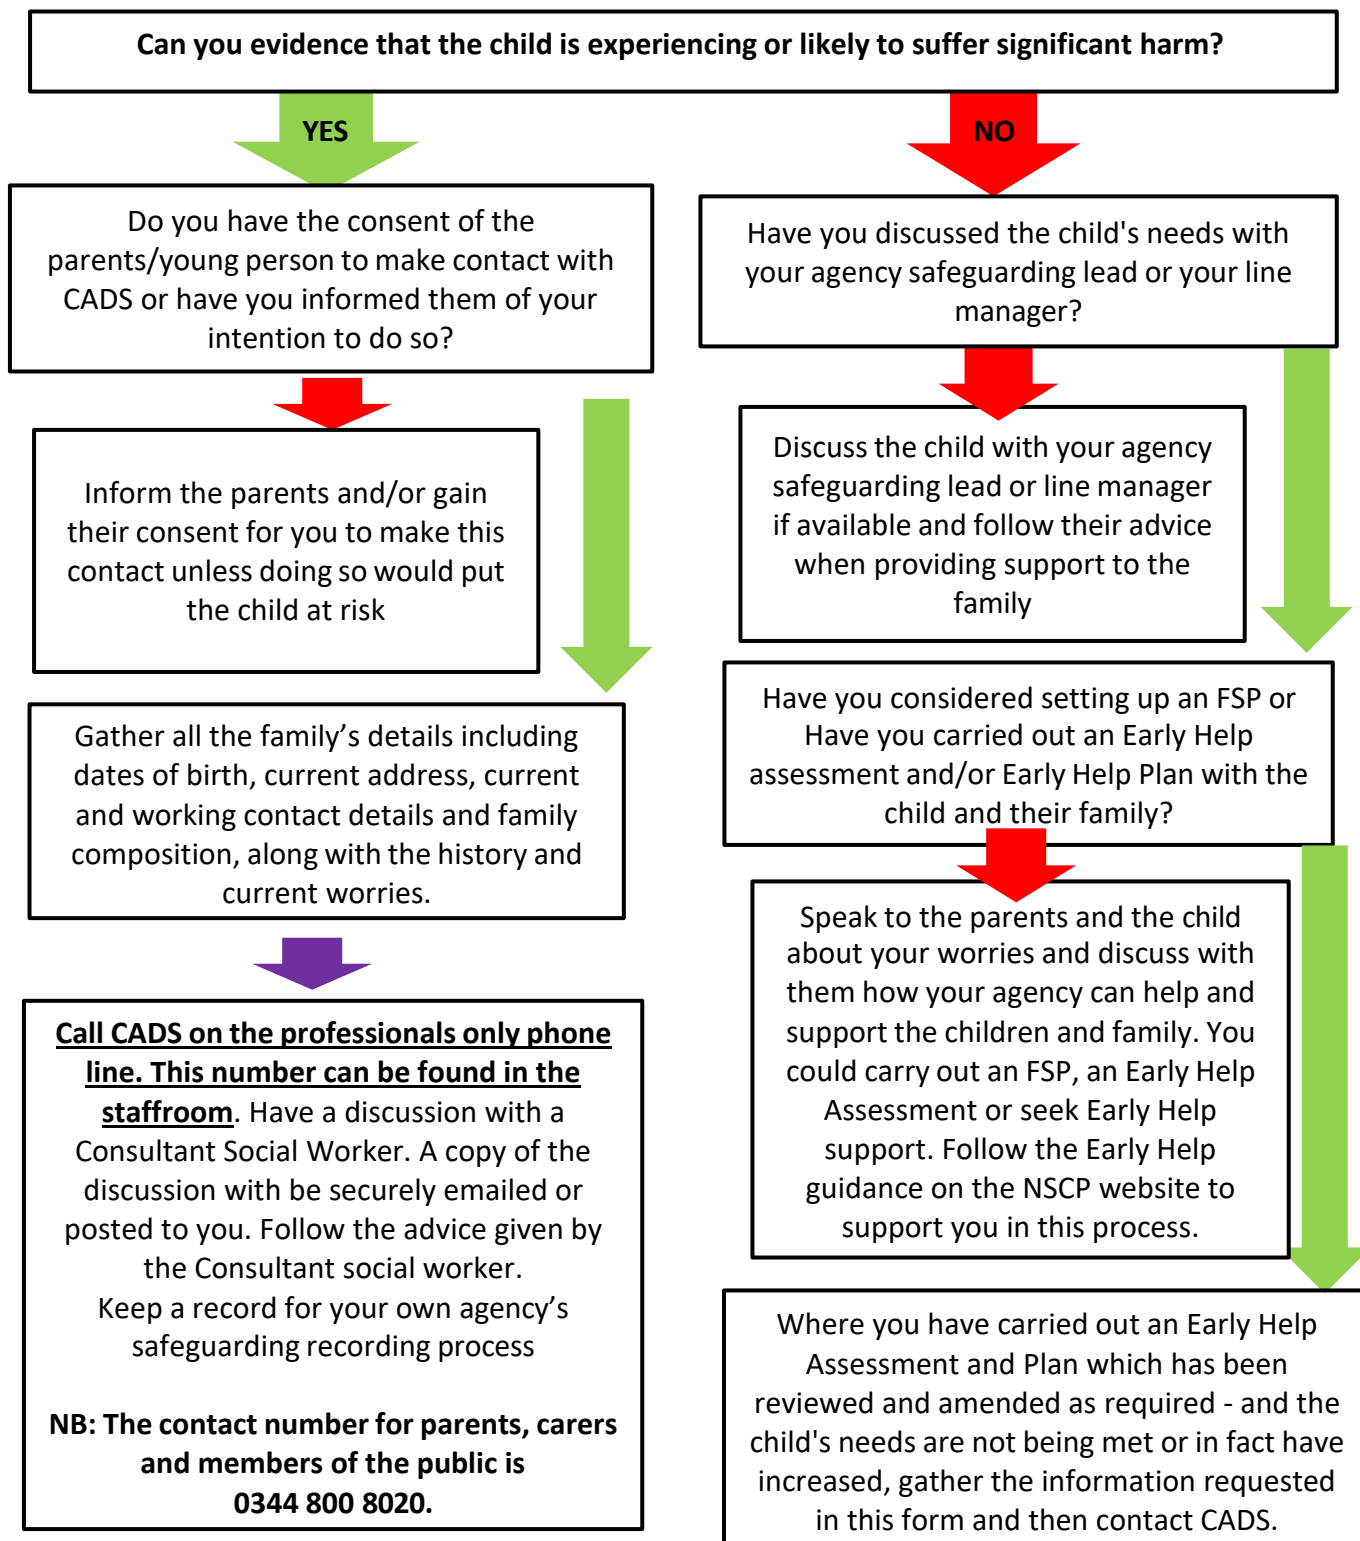 Can you evidence that the child is experiencing or likely to suffer significant harm?
YES
NO
Do you have the consent of the
parents/young person to make contact with
CADS or have you informed them of your
intention to do so?
Inform the parents and/or gain
their consent for you to make this
contact unless doing so would put
the child at risk
Gather all the family’s details including
dates of birth, current address, current
and working contact details and family
composition, along with the history and
current worries.
Call CADS on the professionals only phone
line. This number can be found in the
staffroom. Have a discussion with a
Consultant Social Worker. A copy of the
discussion with be securely emailed or
posted to you. Follow the advice given by
the Consultant social worker.
Keep a record for your own agency’s
safeguarding recording process
NB: The contact number for parents, carers
and members of the public is
0344 800 8020.
Have you discussed the child's needs with
your agency safeguarding lead or your line
manager?
Discuss the child with your agency
safeguarding lead or line manager
if available and follow their advice
when providing support to the
family
Have you considered setting up an FSP or
Have you carried out an Early Help
assessment and/or Early Help Plan with the
child and their family?
Speak to the parents and the child
about your worries and discuss with
them how your agency can help and
support the children and family. You
could carry out an FSP, an Early Help
Assessment or seek Early Help
support. Follow the Early Help
guidance on the NSCP website to
support you in this process.
Where you have carried out an Early Help
Assessment and Plan which has been
reviewed and amended as required - and the
child's needs are not being met or in fact have
increased, gather the information requested
in this form and then contact CADS.